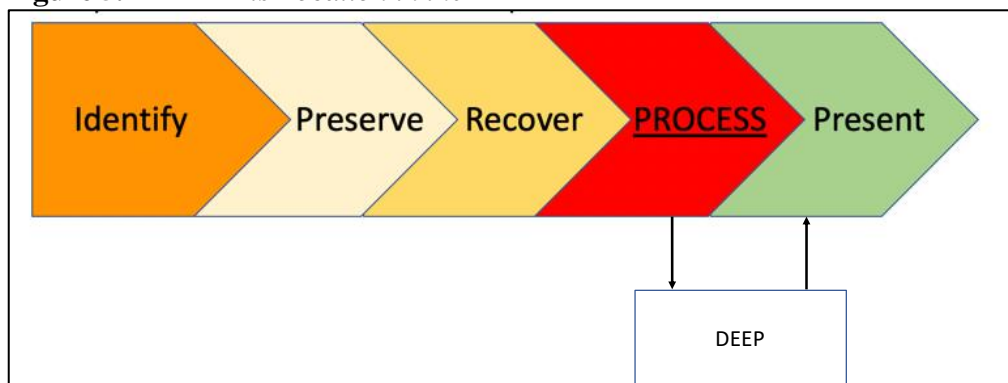 Identify
Preserve
Recover
PROCESS
Present
DEEP